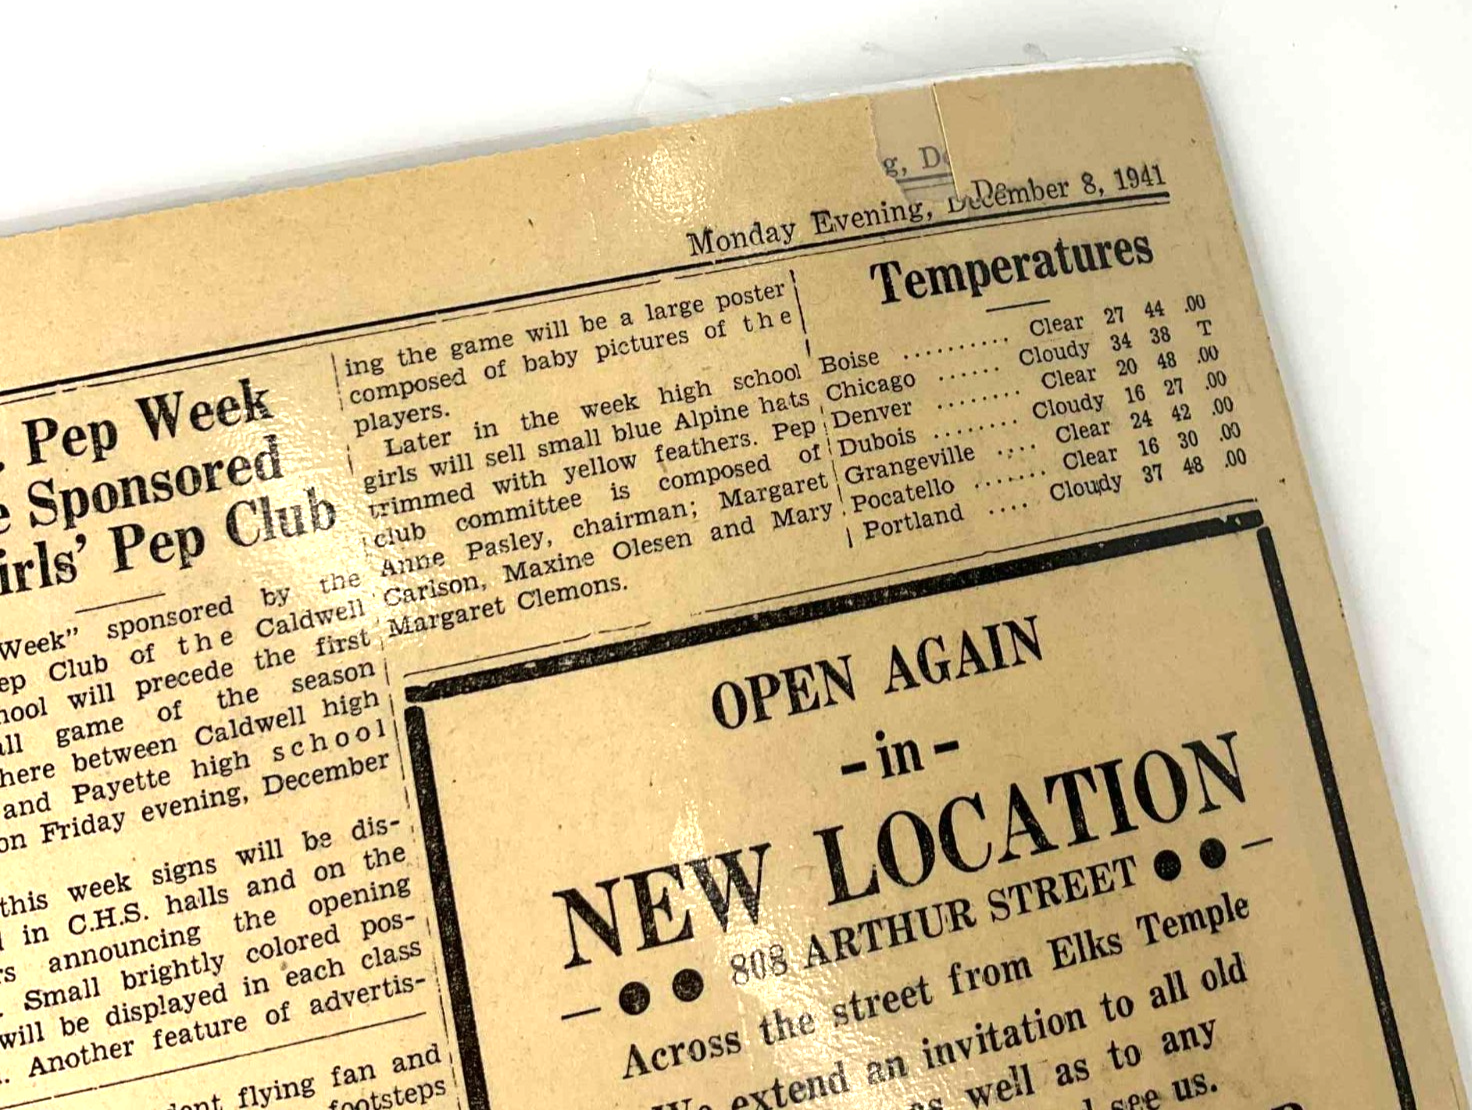 g, De
Monday Evening, December 8, 1941
Pep Week
Sponsored
irls' Pep Club
Week" sponsored by the
ep Club of the Caldwell
hool will precede the first
all game of the season
here between Caldwell high
and Payette high school
on Friday evening, December
this week signs will be dis-
in C.H.S. halls and on the
rs announcing the opening
. Small brightly colored pos-
will be displayed in each class
. Another feature of advertis-
flying fan and
footsteps
ing the game will be a large poster
composed of baby pictures of the
players.
Later in the week high school
girls will sell small blue Alpine hats
trimmed with yellow feathers. Pep
club committee is composed of
Anne Pasley, chairman; Margaret
Carlson, Maxine Olesen and Mary
Margaret Clemons.
Temperatures
Boise .......... Clear 27 44 .00
Chicago ...... Cloudy 34 38 T
Denver ........ Clear 20 48 .00
Dubois ........ Cloudy 16 27 .00
Grangeville .... Clear 24 42 .00
Pocatello ....... Clear 16 30 .00
Portland .... Cloudy 37 48 .00
OPEN AGAIN
- in -
NEW LOCATION
— ●● 808 ARTHUR STREET ●● —
Across the street from Elks Temple
We extend an invitation to all old
as well as to any
see us.